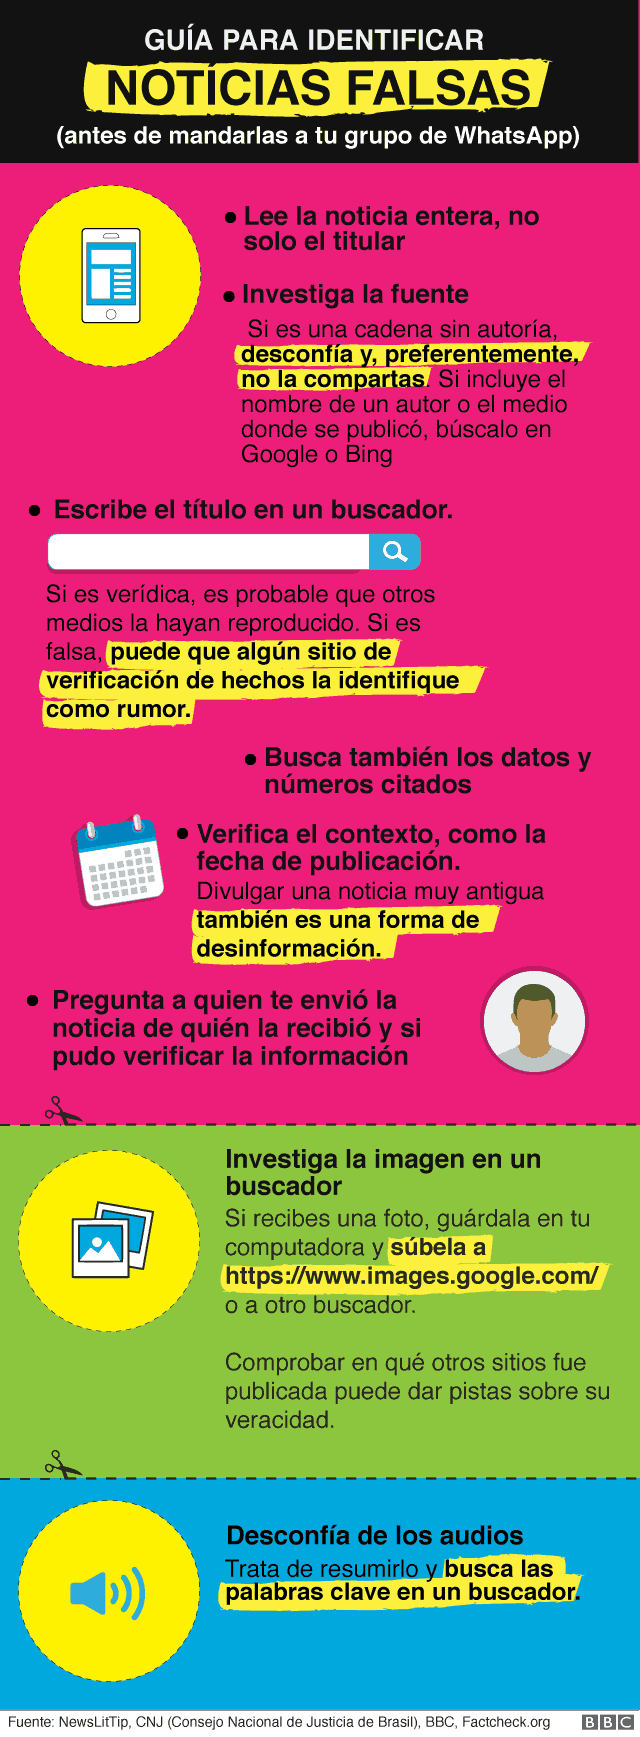 GUÍA PARA IDENTIFICAR
NOTICIAS FALSAS
(antes de mandarlas a tu grupo de WhatsApp)
• Lee la noticia entera, no
solo el titular
• Investiga la fuente
Si es una cadena sin autoría,
desconfía y, preferentemente,
no la compartas. Si incluye el
nombre de un autor o el medio
donde se publicó, búscalo en
Google o Bing
• Escribe el título en un buscador.
Si es verídica, es probable que otros
medios la hayan reproducido. Si es
falsa, puede que algún sitio de
verificación de hechos la identifique
como rumor.
• Busca también los datos y
números citados
• Verifica el contexto, como la
fecha de publicación.
Divulgar una noticia muy antigua
también es una forma de
desinformación.
• Pregunta a quien te envió la
noticia de quién la recibió y si
pudo verificar la información
Investiga la imagen en un
buscador
Si recibes una foto, guárdala en tu
computadora y súbela a
https://www.images.google.com/
o a otro buscador.
Comprobar en qué otros sitios fue
publicada puede dar pistas sobre su
veracidad.
Desconfía de los audios
Trata de resumirlo y busca las
palabras clave en un buscador.
Fuente: NewsLitTip, CNJ (Consejo Nacional de Justicia de Brasil), BBC, Factcheck.org
BBC